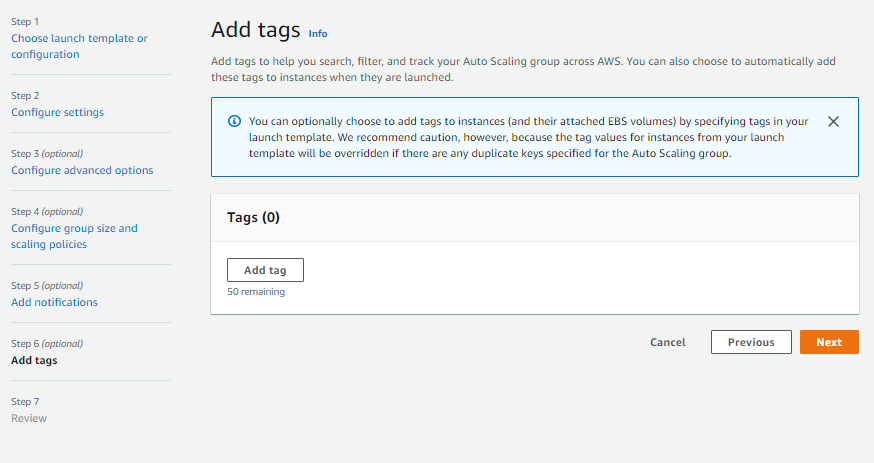 Step 1
Choose launch template or
configuration
Step 2
Configure settings
Step 3 (optional)
Configure advanced options
Step 4 (optional)
Configure group size and
scaling policies
Step 5 (optional)
Add notifications
Step 6 (optional)
Add tags
Step 7
Review
Add tags Info
Add tags to help you search, filter, and track your Auto Scaling group across AWS. You can also choose to automatically add
these tags to instances when they are launched.
You can optionally choose to add tags to instances (and their attached EBS volumes) by specifying tags in your
launch template. We recommend caution, however, because the tag values for instances from your launch
template will be overridden if there are any duplicate keys specified for the Auto Scaling group.
Tags (0)
Add tag
50 remaining
Cancel Previous Next